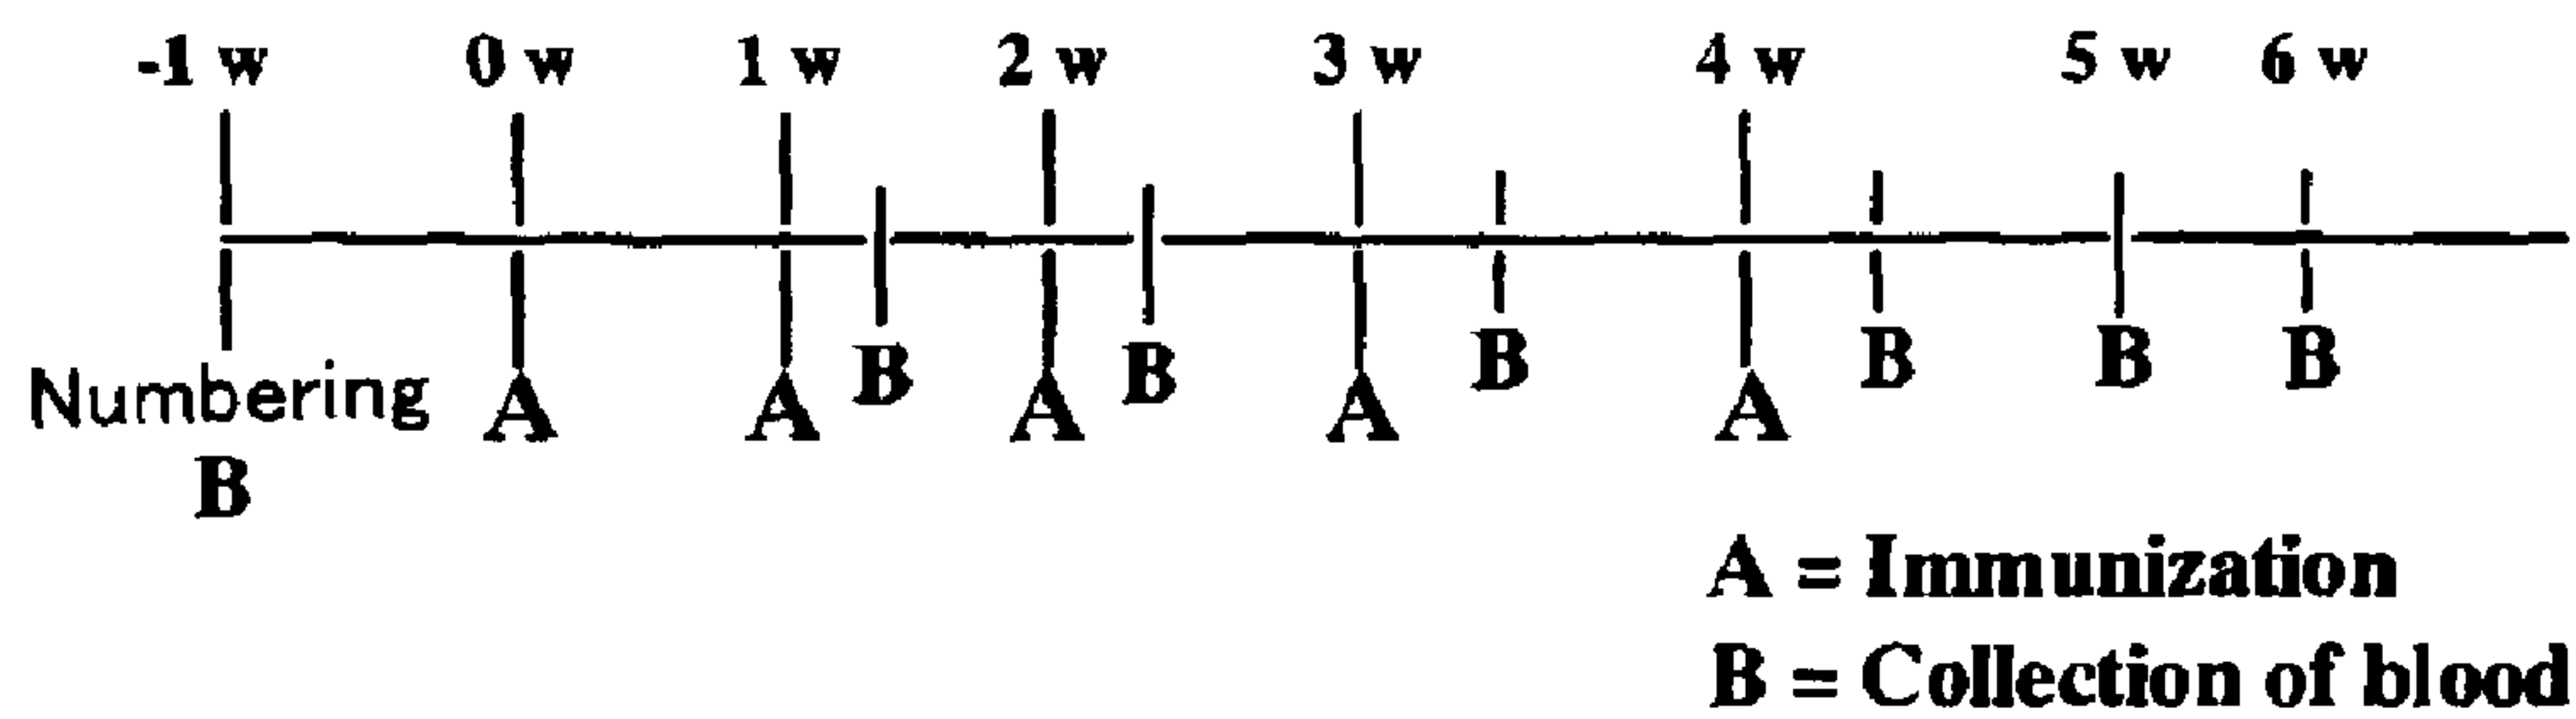 -1 w 0 w 1 w 2 w 3 w 4 w 5 w 6 w
Numbering A A B A B A B A B B B
B
A = Immunization
B = Collection of blood